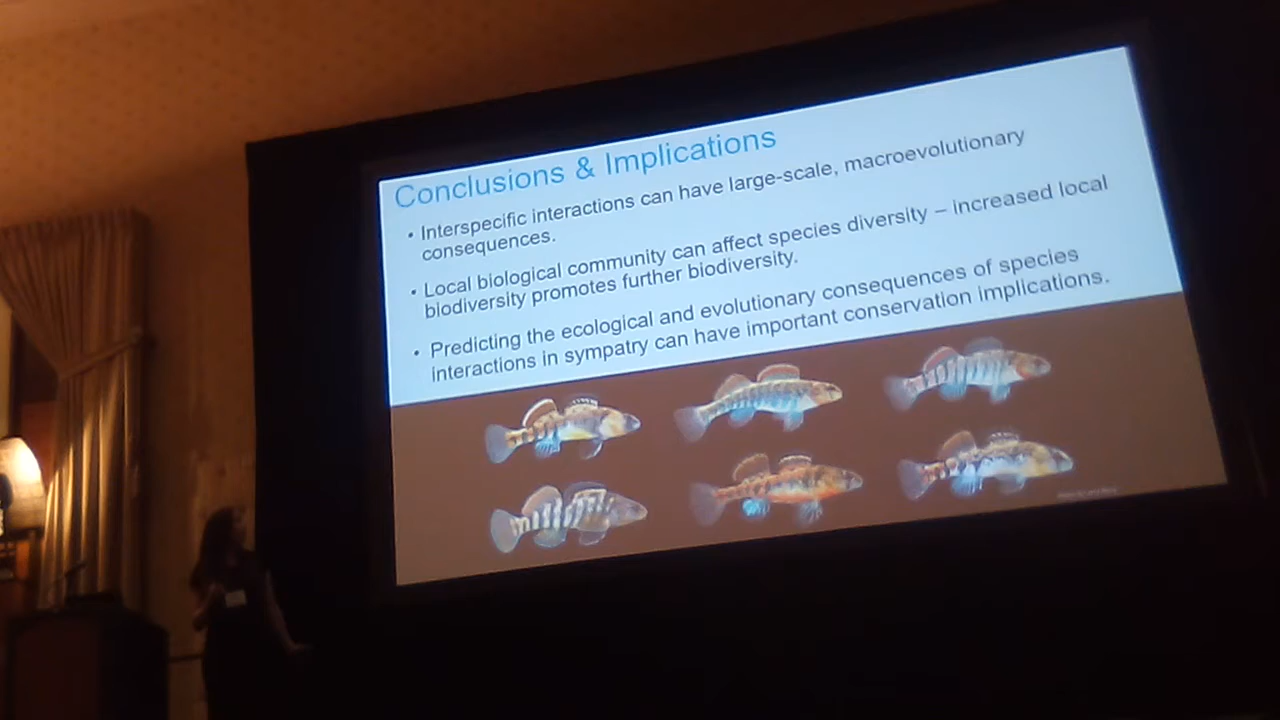 Conclusions & Implications
• Interspecific interactions can have large-scale, macroevolutionary
consequences.
• Local biological community can affect species diversity – increased local
biodiversity promotes further biodiversity.
• Predicting the ecological and evolutionary consequences of species
interactions in sympatry can have important conservation implications.